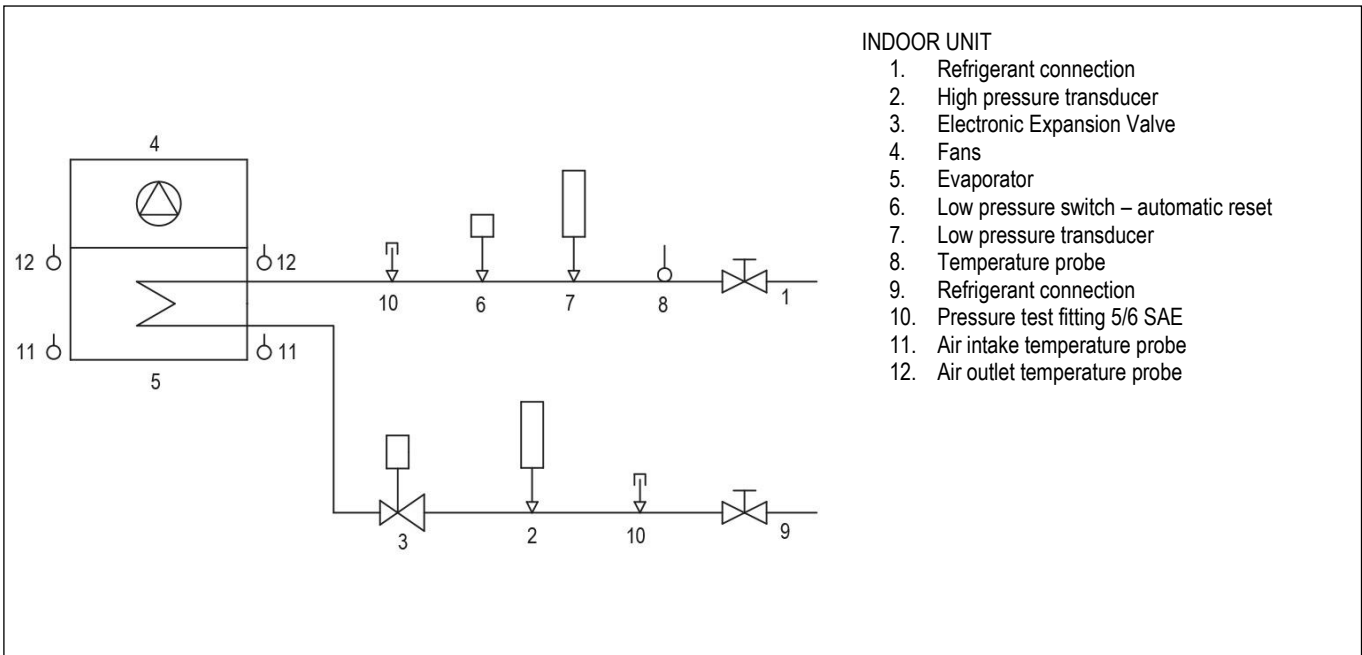 INDOOR UNIT
1. Refrigerant connection
2. High pressure transducer
3. Electronic Expansion Valve
4. Fans
5. Evaporator
6. Low pressure switch – automatic reset
7. Low pressure transducer
8. Temperature probe
9. Refrigerant connection
10. Pressure test fitting 5/6 SAE
11. Air intake temperature probe
12. Air outlet temperature probe
4
12 12
10 6 7 8 1
11 11
5
3 2 10 9